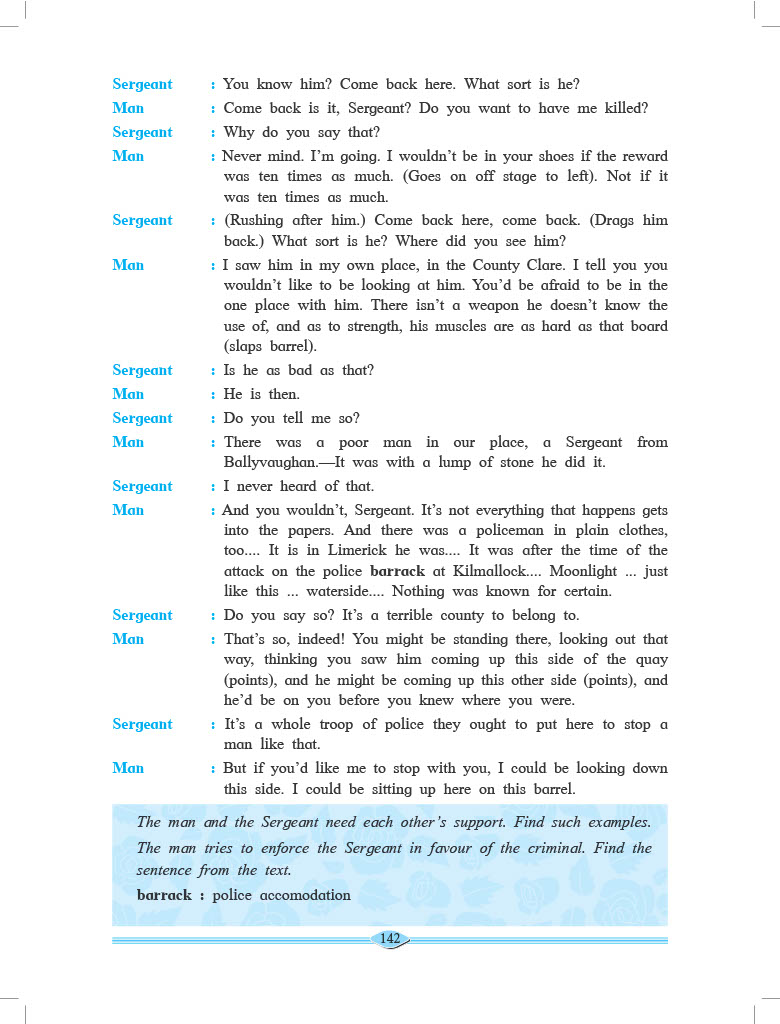 Sergeant : You know him? Come back here. What sort is he?
Man : Come back is it, Sergeant? Do you want to have me killed?
Sergeant : Why do you say that?
Man : Never mind. I'm going. I wouldn't be in your shoes if the reward
was ten times as much. (Goes on off stage to left). Not if it
was ten times as much.
Sergeant : (Rushing after him.) Come back here, come back. (Drags him
back.) What sort is he? Where did you see him?
Man : I saw him in my own place, in the County Clare. I tell you you
wouldn't like to be looking at him. You'd be afraid to be in the
one place with him. There isn't a weapon he doesn't know the
use of, and as to strength, his muscles are as hard as that board
(slaps barrel).
Sergeant : Is he as bad as that?
Man : He is then.
Sergeant : Do you tell me so?
Man : There was a poor man in our place, a Sergeant from
Ballyvaughan.—It was with a lump of stone he did it.
Sergeant : I never heard of that.
Man : And you wouldn't, Sergeant. It's not everything that happens gets
into the papers. And there was a policeman in plain clothes,
too.... It is in Limerick he was.... It was after the time of the
attack on the police barrack at Kilmallock.... Moonlight ... just
like this ... waterside.... Nothing was known for certain.
Sergeant : Do you say so? It's a terrible county to belong to.
Man : That's so, indeed! You might be standing there, looking out that
way, thinking you saw him coming up this side of the quay
(points), and he might be coming up this other side (points), and
he'd be on you before you knew where you were.
Sergeant : It's a whole troop of police they ought to put here to stop a
man like that.
Man : But if you'd like me to stop with you, I could be looking down
this side. I could be sitting up here on this barrel.
The man and the Sergeant need each other's support. Find such examples.
The man tries to enforce the Sergeant in favour of the criminal. Find the
sentence from the text.
barrack : police accomodation
142